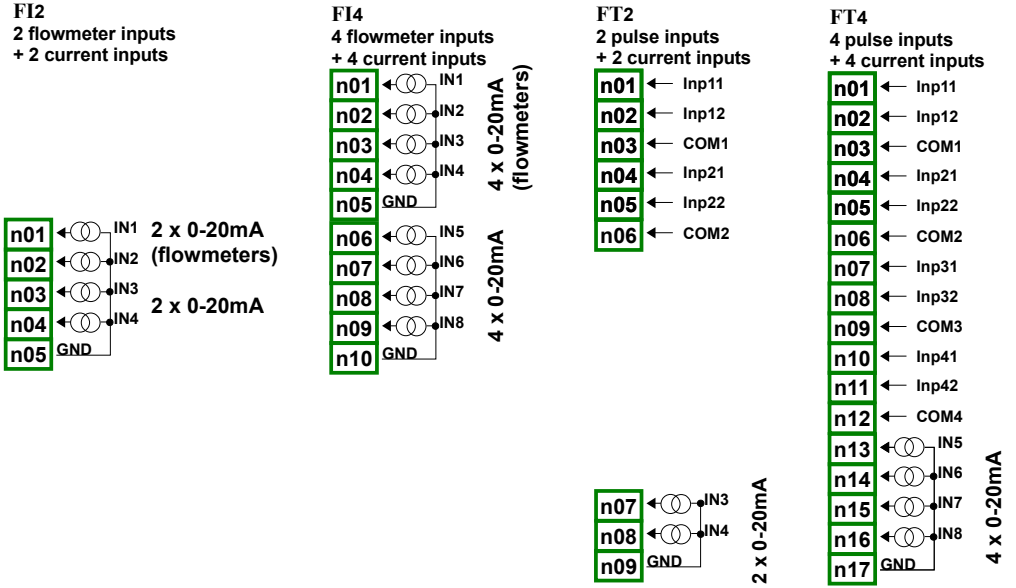 FI2
2 flowmeter inputs
+ 2 current inputs
n01 IN1
n02 IN2
n03 IN3
n04 IN4
n05 GND
2 x 0-20mA
(flowmeters)
2 x 0-20mA
FI4
4 flowmeter inputs
+ 4 current inputs
n01 IN1
n02 IN2
n03 IN3
n04 IN4
n05 GND
4 x 0-20mA
(flowmeters)
n06 IN5
n07 IN6
n08 IN7
n09 IN8
n10 GND
4 x 0-20mA
FT2
2 pulse inputs
+ 2 current inputs
n01 Inp11
n02 Inp12
n03 COM1
n04 Inp21
n05 Inp22
n06 COM2
n07 IN3
n08 IN4
n09 GND
2 x 0-20mA
FT4
4 pulse inputs
+ 4 current inputs
n01 Inp11
n02 Inp12
n03 COM1
n04 Inp21
n05 Inp22
n06 COM2
n07 Inp31
n08 Inp32
n09 COM3
n10 Inp41
n11 Inp42
n12 COM4
n13 IN5
n14 IN6
n15 IN7
n16 IN8
n17 GND
4 x 0-20mA